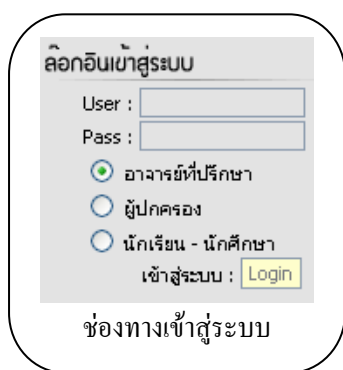 ล๊อกอินเข้าสู่ระบบ
User :
Pass :
อาจารย์ที่ปรึกษา
ผู้ปกครอง
นักเรียน - นักศึกษา
เข้าสู่ระบบ : Login
ช่องทางเข้าสู่ระบบ